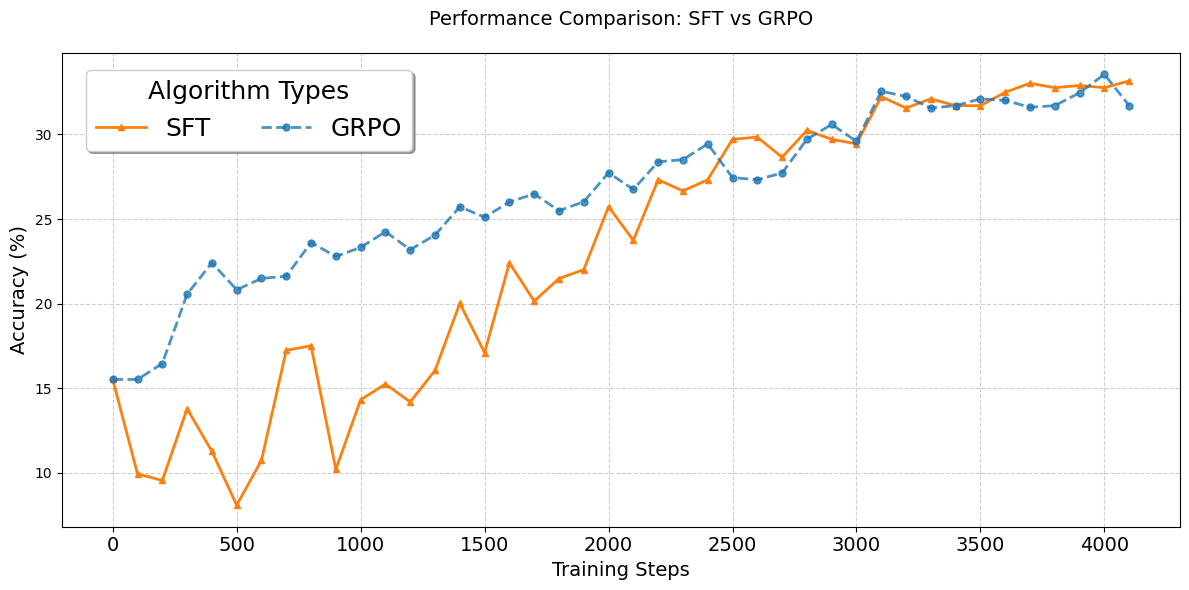 Performance Comparison: SFT vs GRPO
Algorithm Types
SFT GRPO
Accuracy (%)
30
25
20
15
10
0 500 1000 1500 2000 2500 3000 3500 4000
Training Steps